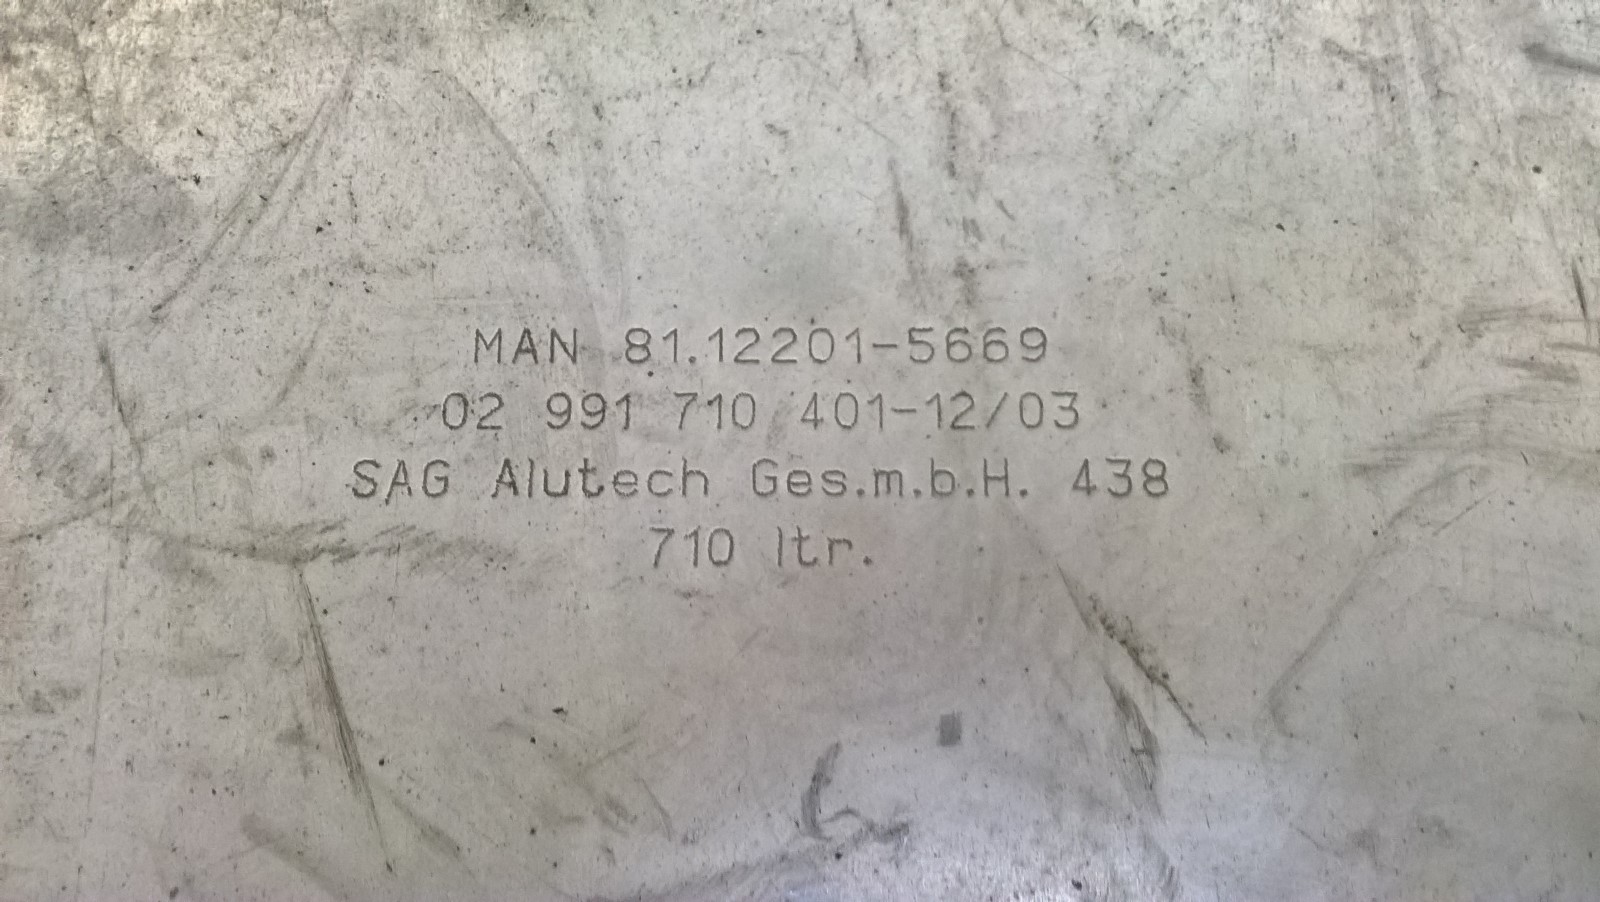 MAN 81.12201-5669
02 991 710 401-12/03
SAG Alutech Ges.m.b.H. 438
710 ltr.